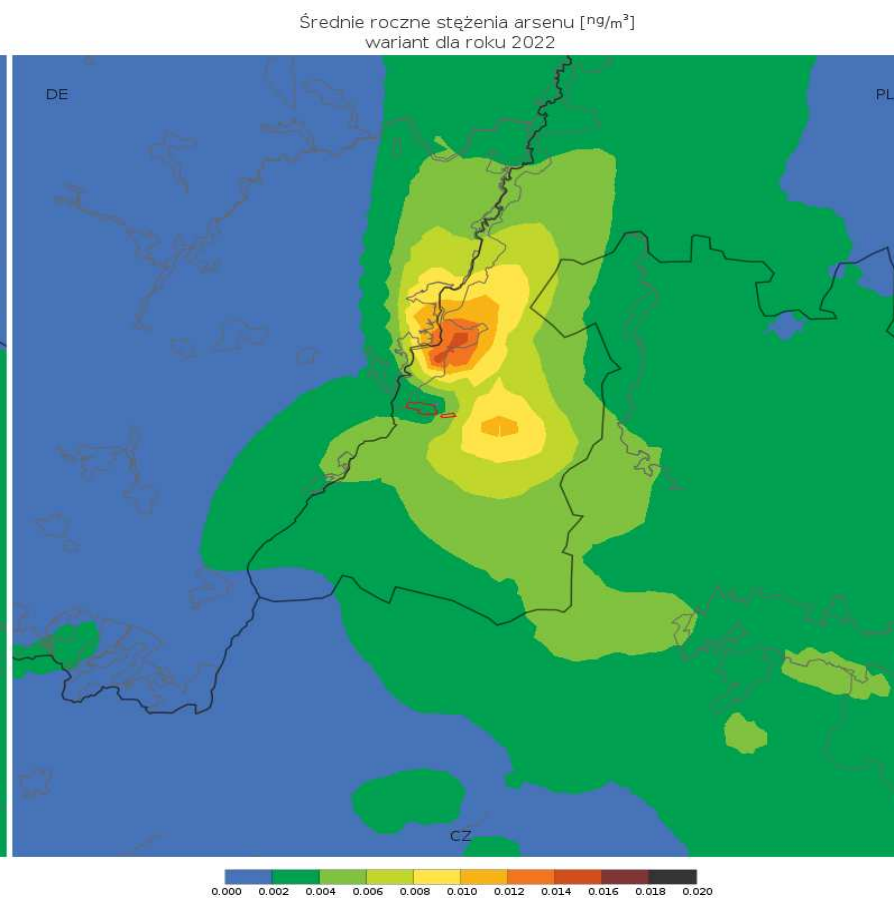 Średnie roczne stężenia arsenu [ng/m³]
wariant dla roku 2022
DE
PL
CZ
0.000 0.002 0.004 0.006 0.008 0.010 0.012 0.014 0.016 0.018 0.020